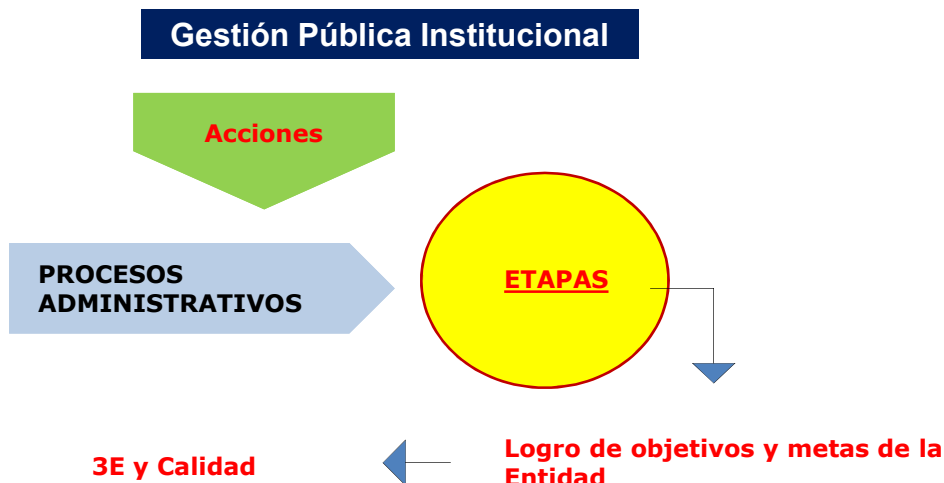 Gestión Pública Institucional
Acciones
PROCESOS
ADMINISTRATIVOS
ETAPAS
Logro de objetivos y metas de la
Entidad
3E y Calidad